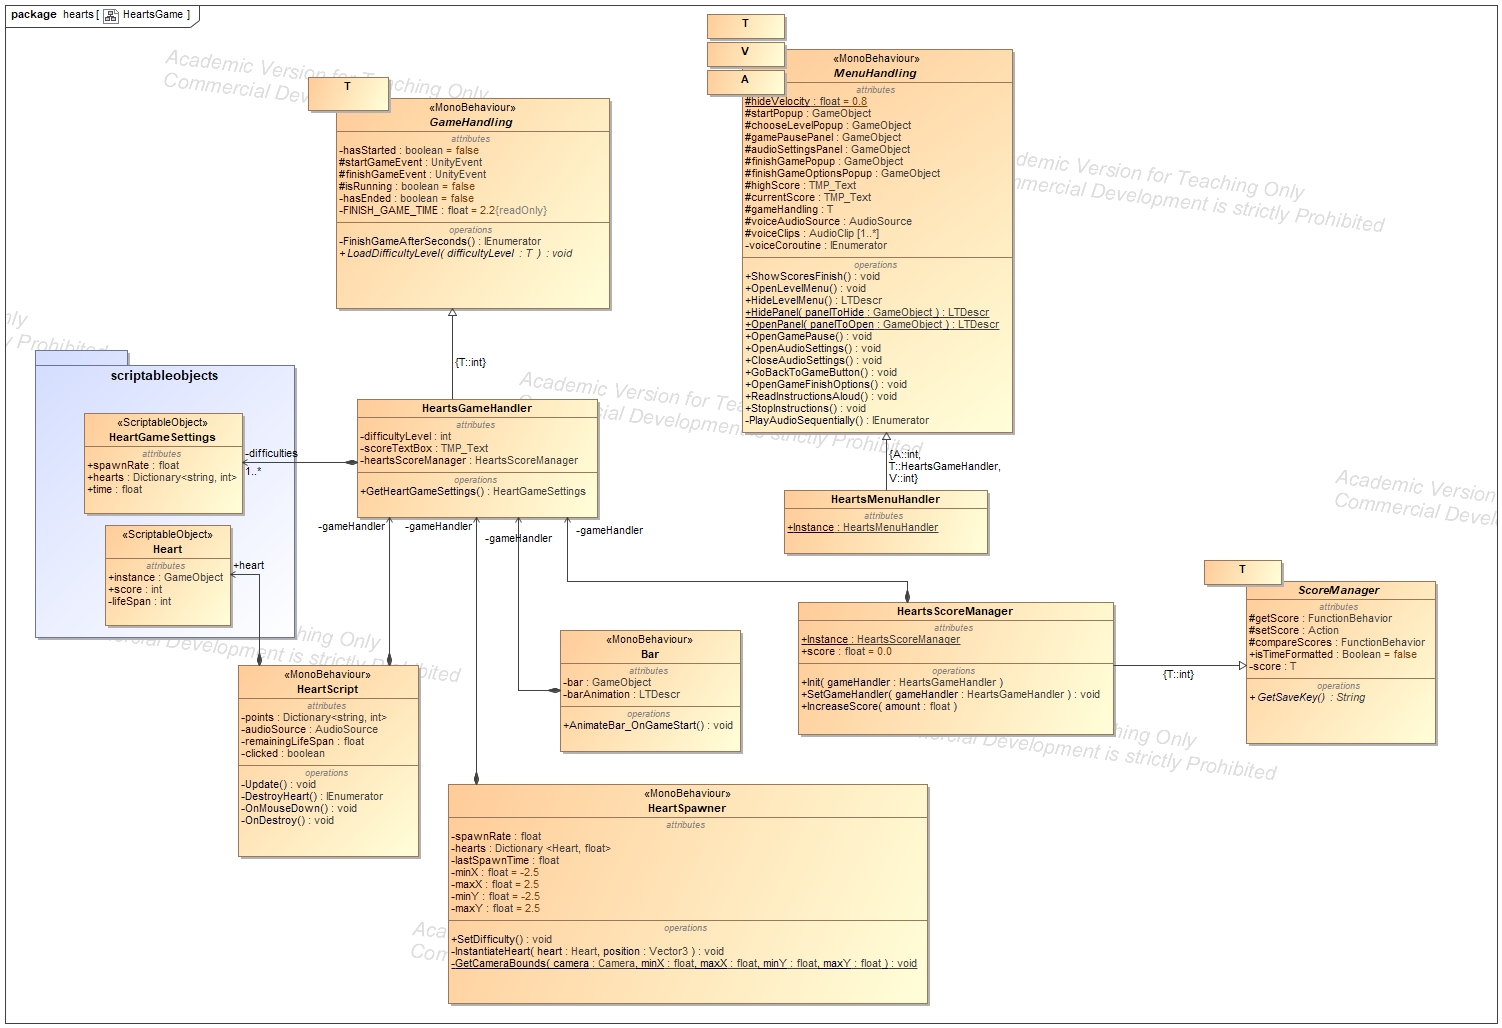 package hearts [ HeartsGame ]
Academic Version for Teaching Only
Commercial Development is strictly Prohibited
T
«MonoBehaviour»
GameHandling
attributes
-hasStarted : boolean = false
#startGameEvent : UnityEvent
#finishGameEvent : UnityEvent
#isRunning : boolean = false
-hasEnded : boolean = false
-FINISH_GAME_TIME : float = 2.2{readOnly}
operations
-FinishGameAfterSeconds() : IEnumerator
+LoadDifficultyLevel( difficultyLevel : T ) : void
T
V
A
«MonoBehaviour»
MenuHandling
attributes
#hideVelocity : float = 0.8
#startPopup : GameObject
#chooseLevelPopup : GameObject
#gamePausePanel : GameObject
#audioSettingsPanel : GameObject
#finishGamePopup : GameObject
#finishGameOptionsPopup : GameObject
#highScore : TMP_Text
#currentScore : TMP_Text
#gameHandling : T
#voiceAudioSource : AudioSource
#voiceClips : AudioClip [1..*]
-voiceCoroutine : IEnumerator
operations
+ShowScoresFinish() : void
+OpenLevelMenu() : void
+HideLevelMenu() : LTDescr
+HidePanel( panelToHide : GameObject ) : LTDescr
+OpenPanel( panelToOpen : GameObject ) : LTDescr
+OpenGamePause() : void
+OpenAudioSettings() : void
+CloseAudioSettings() : void
+GoBackToGameButton() : void
+OpenGameFinishOptions() : void
+ReadInstructionsAloud() : void
+StopInstructions() : void
-PlayAudioSequentially() : IEnumerator
{T::int}
scriptableobjects
«ScriptableObject»
HeartGameSettings
attributes
+spawnRate : float
+hearts : Dictionary<string, int>
+time : float
-difficulties
1..*
«ScriptableObject»
Heart
attributes
+instance : GameObject
+score : int
-lifeSpan : int
+heart
HeartsGameHandler
attributes
-difficultyLevel : int
-scoreTextBox : TMP_Text
-heartsScoreManager : HeartsScoreManager
operations
+GetHeartGameSettings() : HeartGameSettings
-gameHandler
-gameHandler
-gameHandler
-gameHandler
{A::int,
T::HeartsGameHandler,
V::int}
HeartsMenuHandler
attributes
+Instance : HeartsMenuHandler
T
ScoreManager
attributes
#getScore : FunctionBehavior
#setScore : Action
#compareScores : FunctionBehavior
+isTimeFormatted : Boolean = false
-score : T
operations
+GetSaveKey() : String
{T::int}
HeartsScoreManager
attributes
+Instance : HeartsScoreManager
+score : float = 0.0
operations
+Init( gameHandler : HeartsGameHandler )
+SetGameHandler( gameHandler : HeartsGameHandler ) : void
+IncreaseScore( amount : float )
«MonoBehaviour»
Bar
attributes
-bar : GameObject
-barAnimation : LTDescr
operations
+AnimateBar_OnGameStart() : void
«MonoBehaviour»
HeartScript
attributes
-points : Dictionary<string, int>
-audioSource : AudioSource
-remainingLifeSpan : float
-clicked : boolean
operations
-Update() : void
-DestroyHeart() : IEnumerator
-OnMouseDown() : void
-OnDestroy() : void
«MonoBehaviour»
HeartSpawner
attributes
-spawnRate : float
-hearts : Dictionary <Heart, float>
-lastSpawnTime : float
-minX : float = -2.5
-maxX : float = 2.5
-minY : float = -2.5
-maxY : float = 2.5
operations
+SetDifficulty() : void
-InstantiateHeart( heart : Heart, position : Vector3 ) : void
-GetCameraBounds( camera : Camera, minX : float, maxX : float, minY : float, maxY : float ) : void